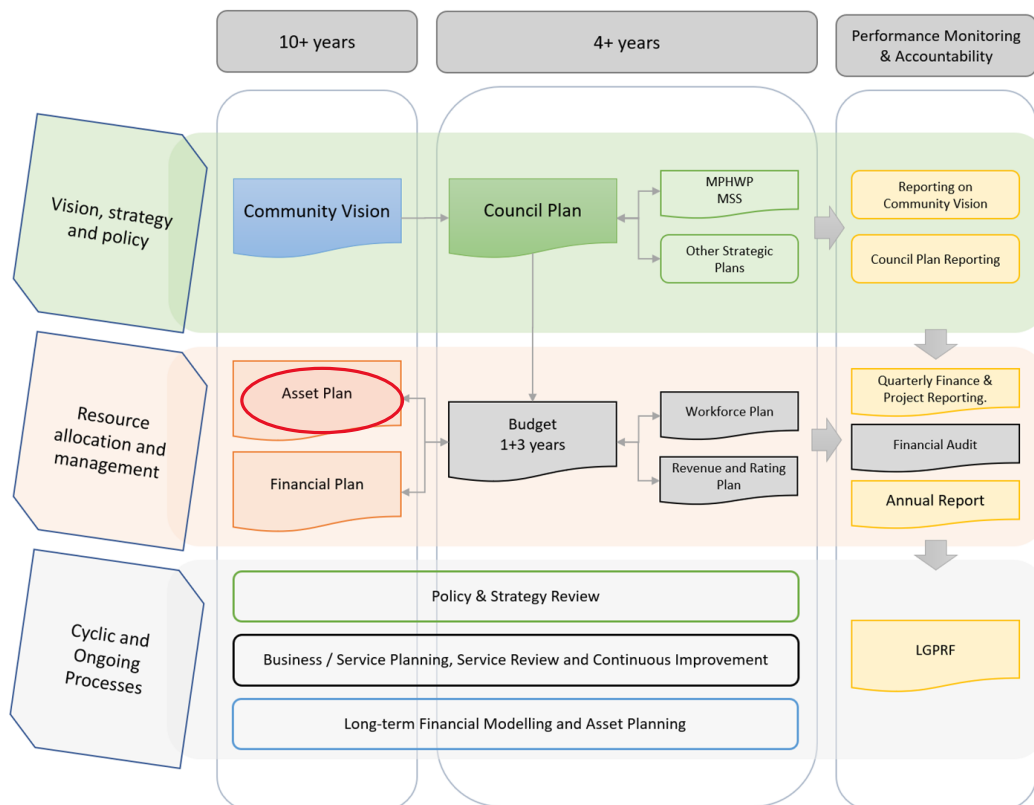 10+ years
4+ years
Performance Monitoring
& Accountability
Vision, strategy
and policy
Community Vision
Council Plan
MPHWP
MSS
Other Strategic
Plans
Reporting on
Community Vision
Council Plan Reporting
Resource
allocation and
management
Asset Plan
Financial Plan
Budget
1+3 years
Workforce Plan
Revenue and Rating
Plan
Quarterly Finance &
Project Reporting.
Financial Audit
Annual Report
Cyclic and
Ongoing
Processes
Policy & Strategy Review
Business / Service Planning, Service Review and Continuous Improvement
Long-term Financial Modelling and Asset Planning
LGPRF